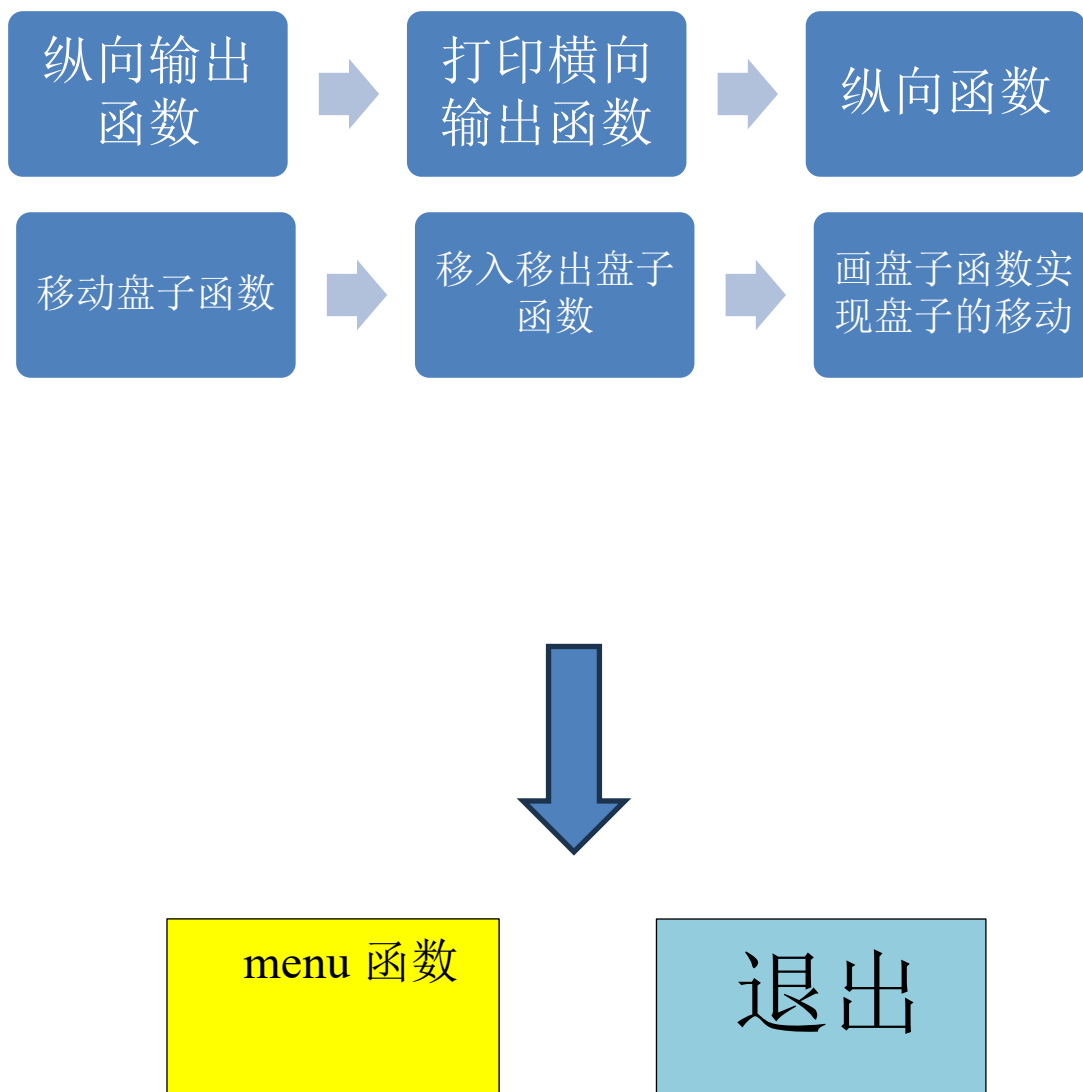 纵向输出
函数
打印横向
输出函数
纵向函数
移动盘子函数
移入移出盘子
函数
画盘子函数实
现盘子的移动
menu 函数
退出